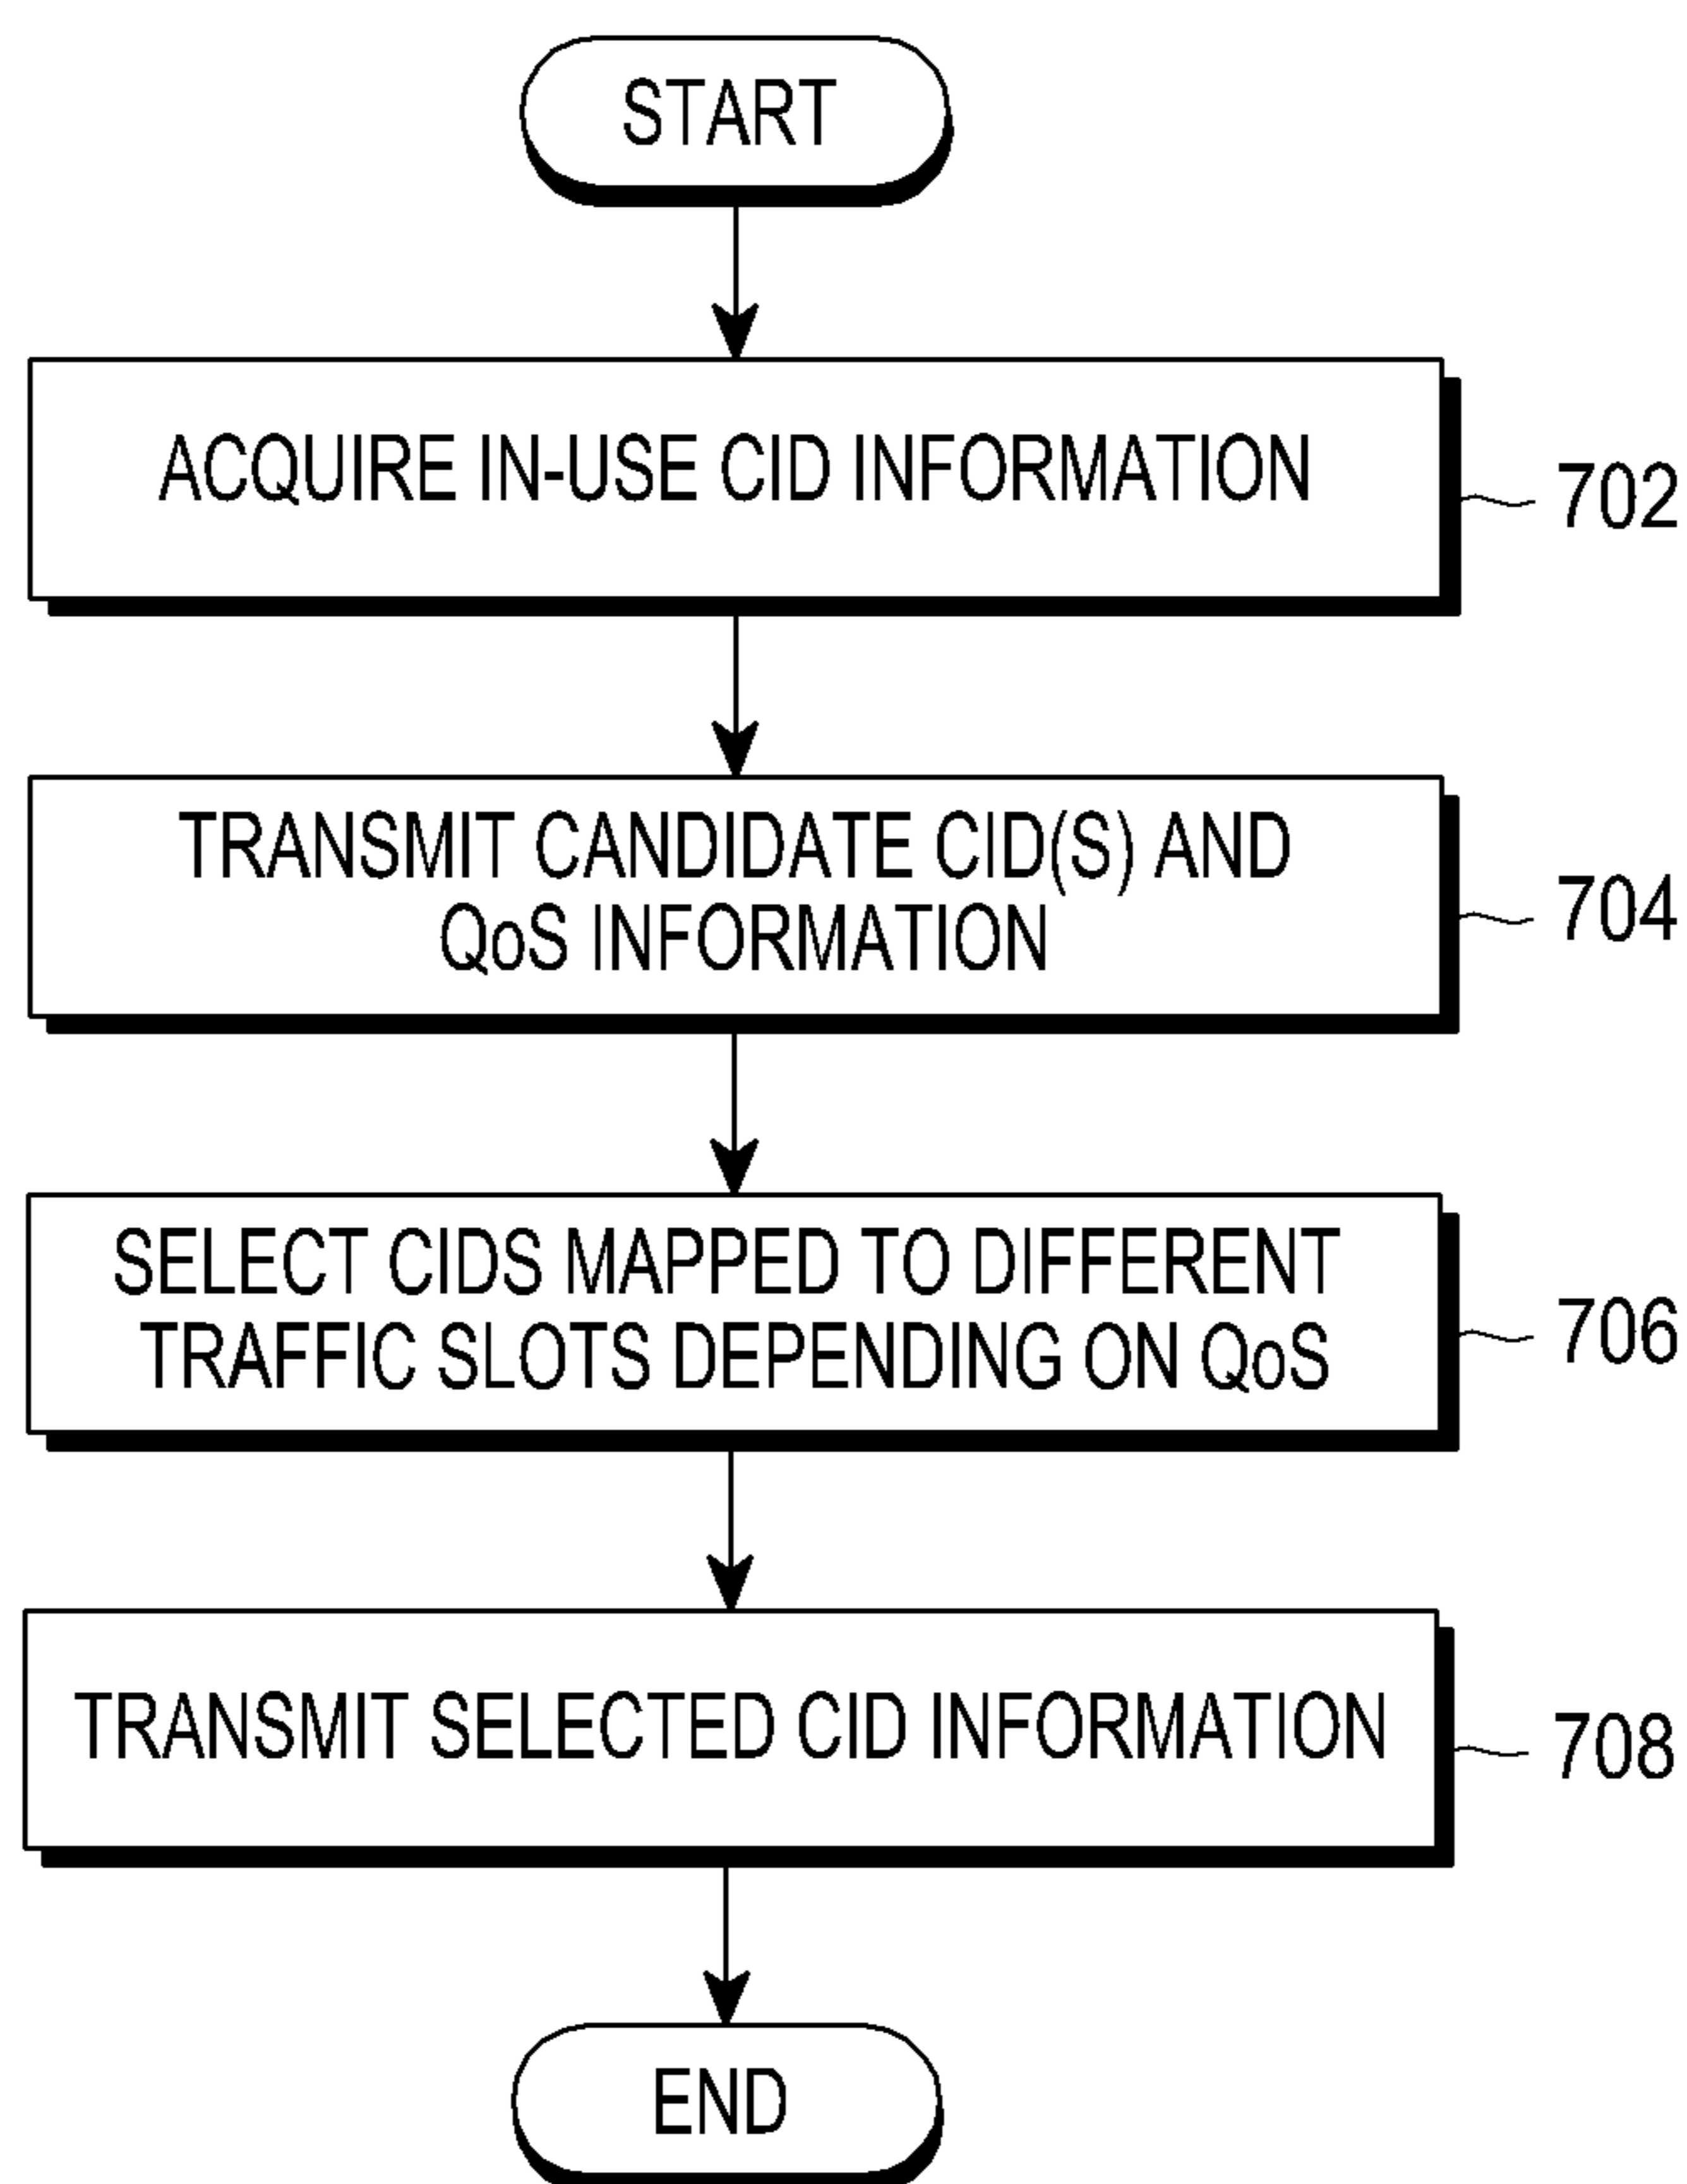 START
ACQUIRE IN-USE CID INFORMATION
702
TRANSMIT CANDIDATE CID(S) AND
QoS INFORMATION
704
SELECT CIDS MAPPED TO DIFFERENT
TRAFFIC SLOTS DEPENDING ON QoS
706
TRANSMIT SELECTED CID INFORMATION
708
END